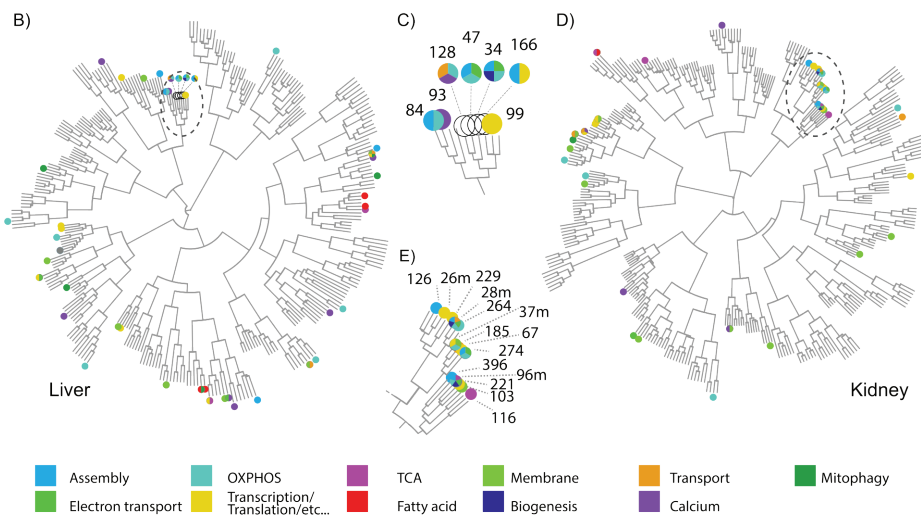 B)
C)
D)
47
34
128
166
93
84
99
E)
126
26m
229
28m
264
37m
185
67
274
396
96m
221
103
116
Liver
Kidney
Assembly
OXPHOS
TCA
Membrane
Transport
Mitophagy
Electron transport
Transcription/
Translation/etc...
Fatty acid
Biogenesis
Calcium